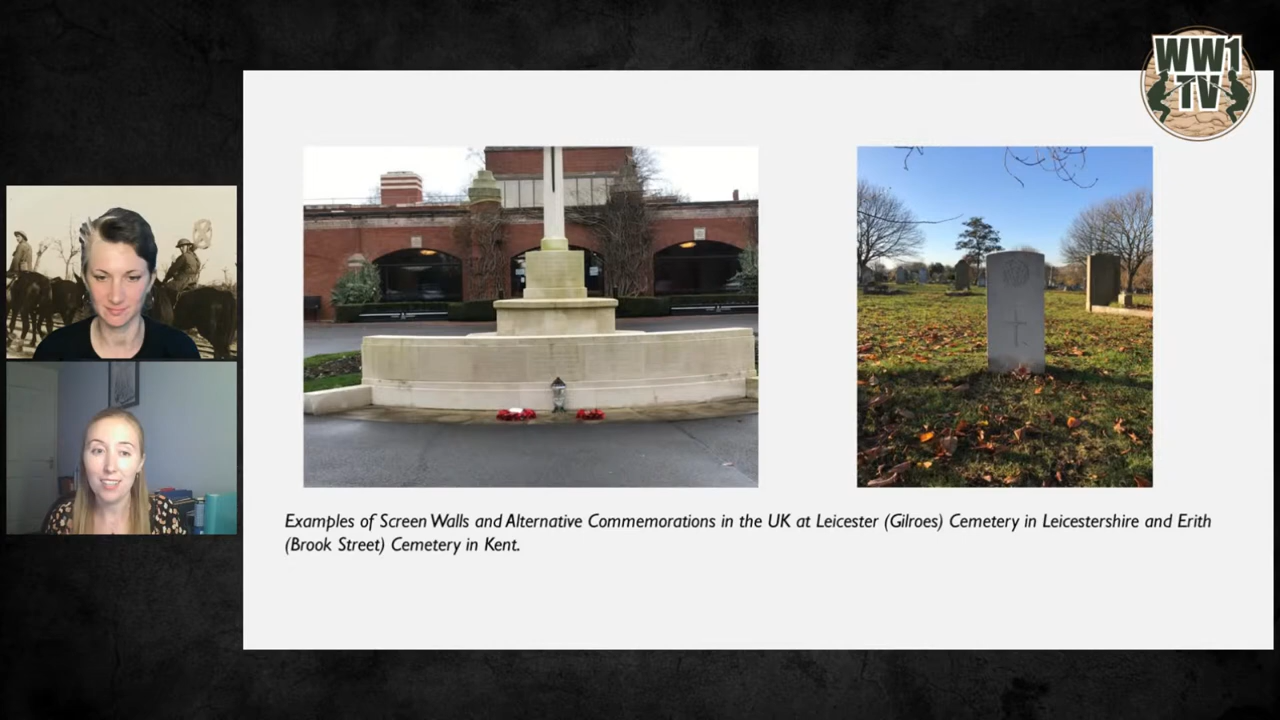 WW1
TV
Examples of Screen Walls and Alternative Commemorations in the UK at Leicester (Gilroes) Cemetery in Leicestershire and Erith
(Brook Street) Cemetery in Kent.